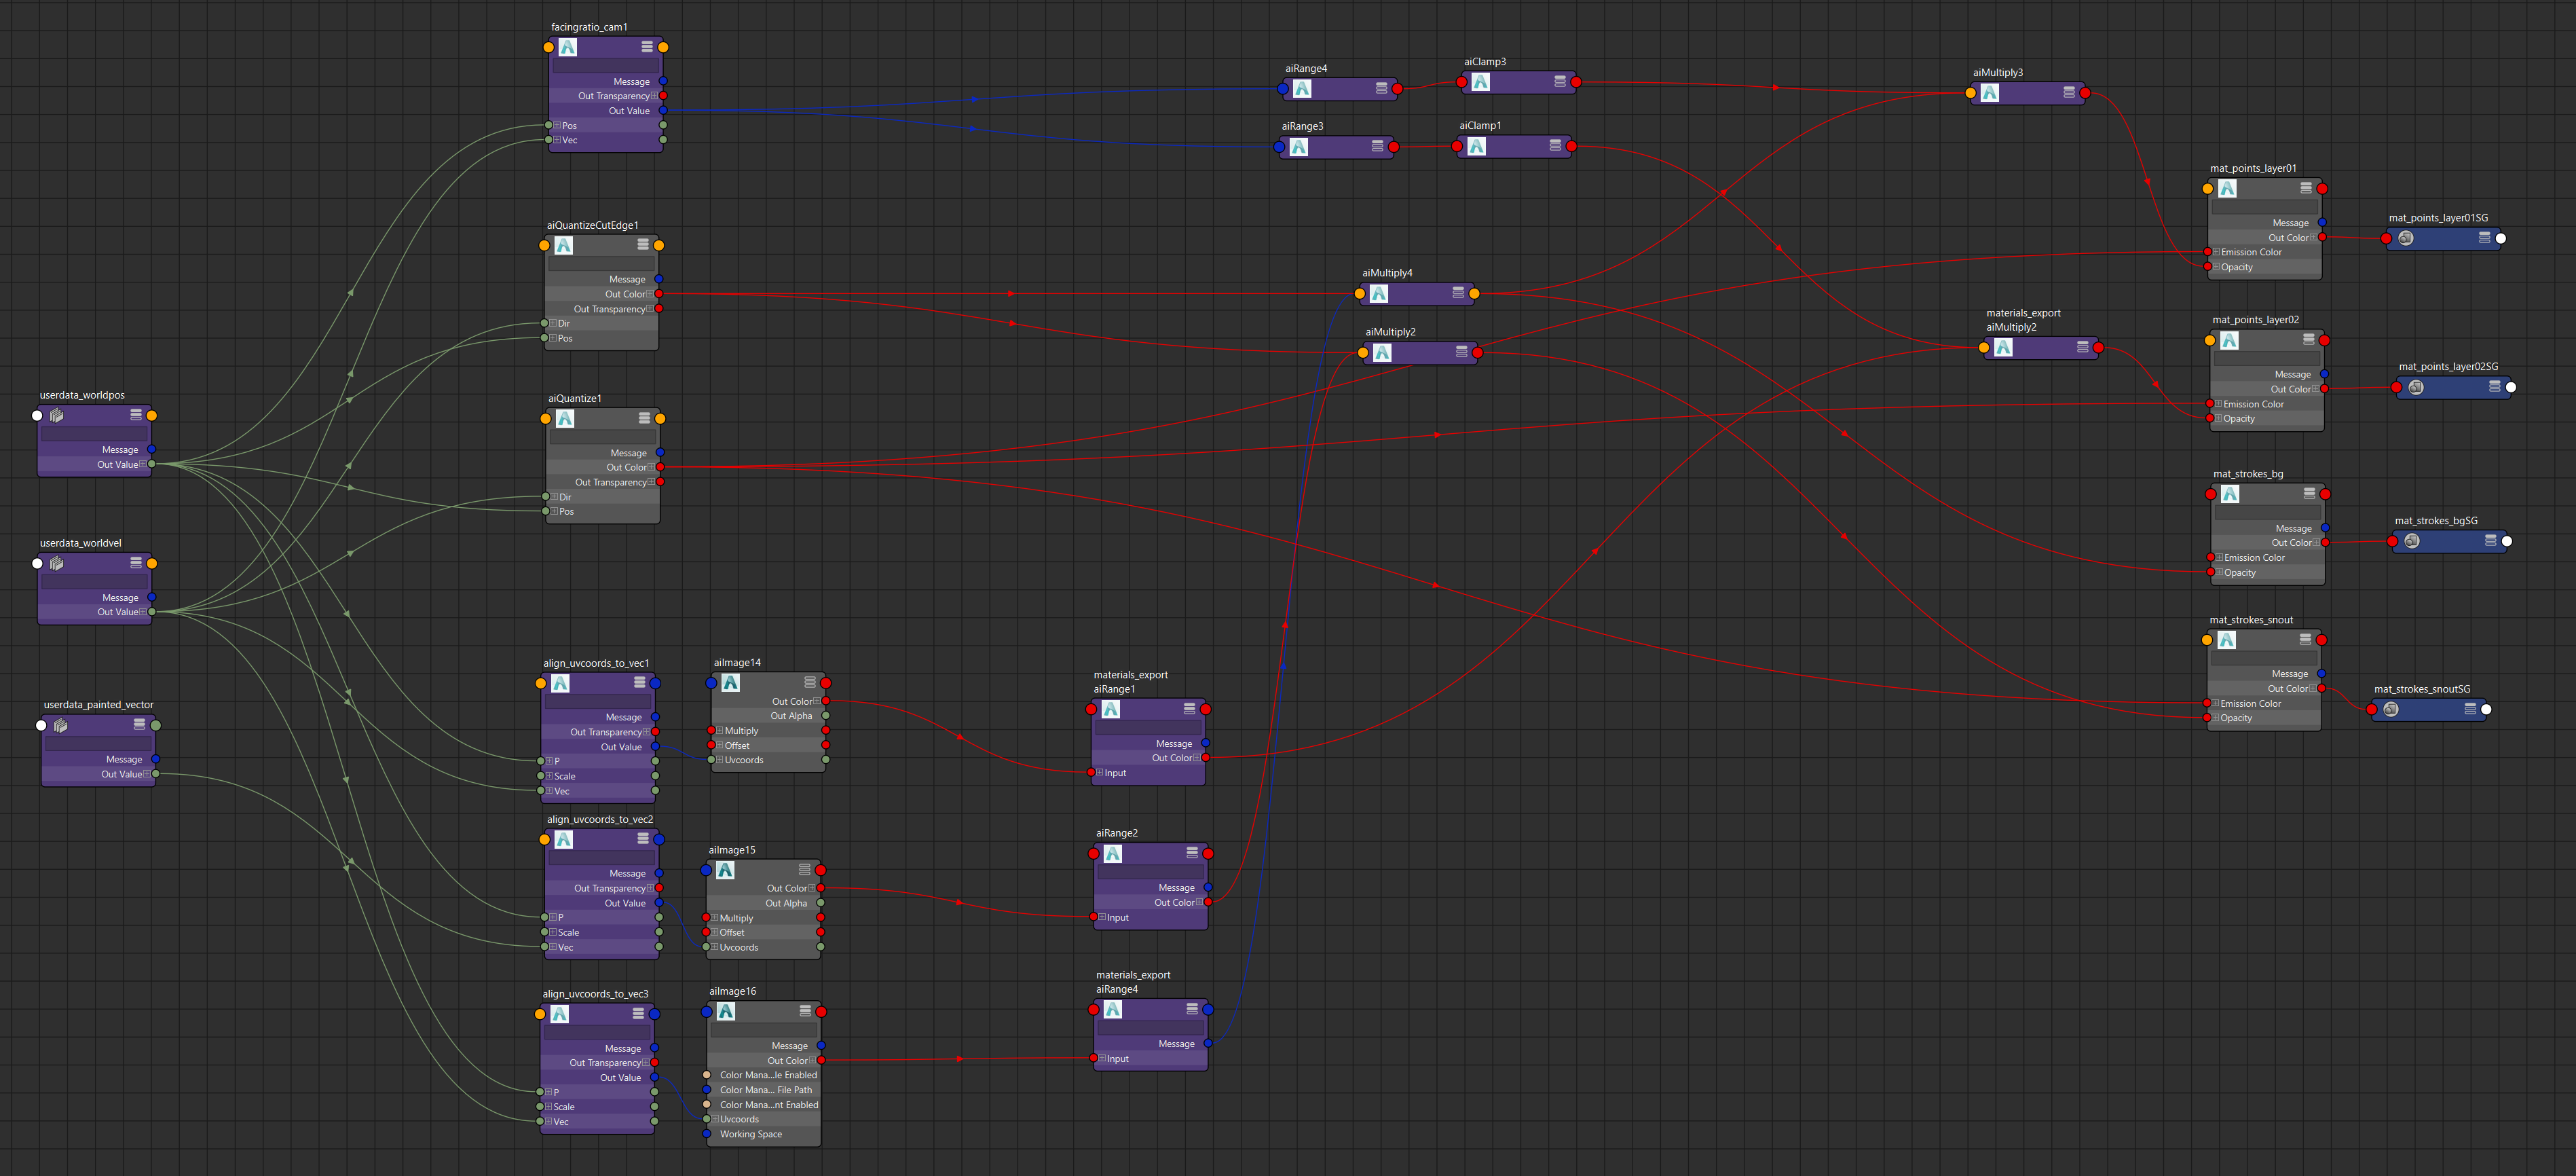 facingratio_cam1
Message
Out Transparency
Out Value
Pos
Vec
aiRange4
aiClamp3
aiRange3
aiClamp1
aiMultiply3
mat_points_layer01
Message
Out Color
Emission Color
Opacity
mat_points_layer01SG
aiQuantizeCutEdge1
Message
Out Color
Out Transparency
Dir
Pos
aiMultiply4
aiMultiply2
materials_export
aiMultiply2
mat_points_layer02
Message
Out Color
Emission Color
Opacity
mat_points_layer02SG
userdata_worldpos
Message
Out Value
aiQuantize1
Message
Out Color
Out Transparency
Dir
Pos
mat_strokes_bg
Message
Out Color
Emission Color
Opacity
mat_strokes_bgSG
userdata_worldvel
Message
Out Value
mat_strokes_snout
Message
Out Color
Emission Color
Opacity
mat_strokes_snoutSG
userdata_painted_vector
Message
Out Value
align_uvcoords_to_vec1
Message
Out Transparency
Out Value
P
Scale
Vec
aiImage14
Out Color
Out Alpha
Multiply
Offset
Uvcoords
materials_export
aiRange1
Message
Out Color
Input
align_uvcoords_to_vec2
Message
Out Transparency
Out Value
P
Scale
Vec
aiImage15
Out Color
Out Alpha
Multiply
Offset
Uvcoords
aiRange2
Message
Out Color
Input
align_uvcoords_to_vec3
Message
Out Transparency
Out Value
P
Scale
Vec
aiImage16
Message
Out Color
Color Mana...le Enabled
Color Mana... File Path
Color Mana...nt Enabled
Uvcoords
Working Space
materials_export
aiRange4
Message
Input